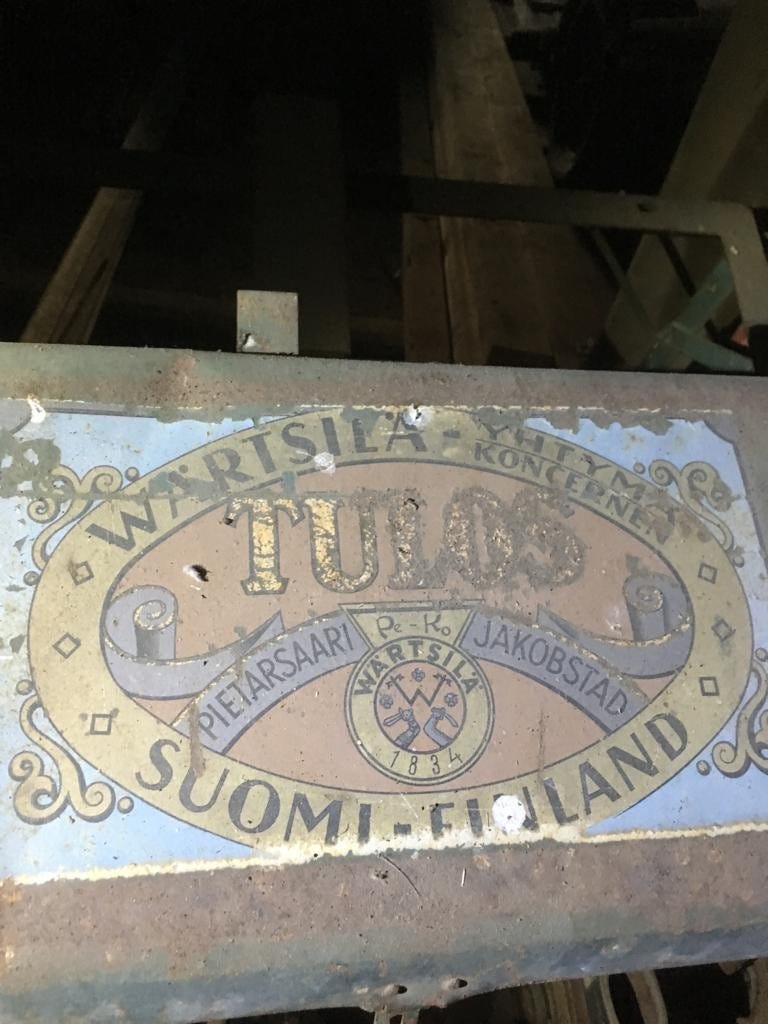 WÄRTSILÄ - YHTYMÄ
KONCERNEN
TULOS
Pe-Ko
PIETARSAARI JAKOBSTAD
WÄRTSILÄ
W
1834
SUOMI - FINLAND